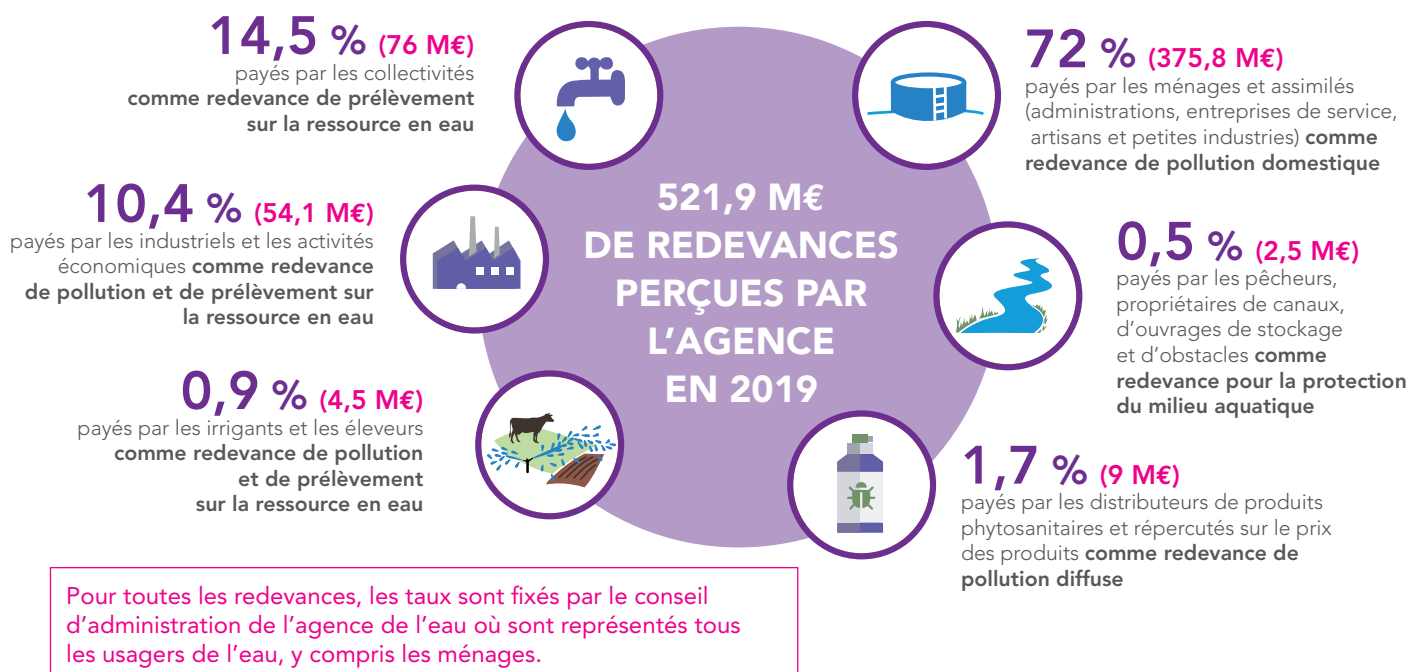 14,5 % (76 M€)
payés par les collectivités
comme redevance de prélèvement
sur la ressource en eau
10,4 % (54,1 M€)
payés par les industriels et les activités
économiques comme redevance
de pollution et de prélèvement sur
la ressource en eau
0,9 % (4,5 M€)
payés par les irrigants et les éleveurs
comme redevance de pollution
et de prélèvement
sur la ressource en eau
521,9 M€
DE REDEVANCES
PERÇUES PAR
L’AGENCE
EN 2019
72 % (375,8 M€)
payés par les ménages et assimilés
(administrations, entreprises de service,
artisans et petites industries) comme
redevance de pollution domestique
0,5 % (2,5 M€)
payés par les pêcheurs,
propriétaires de canaux,
d’ouvrages de stockage
et d’obstacles comme
redevance pour la protection
du milieu aquatique
1,7 % (9 M€)
payés par les distributeurs de produits
phytosanitaires et répercutés sur le prix
des produits comme redevance de
pollution diffuse
Pour toutes les redevances, les taux sont fixés par le conseil
d’administration de l’agence de l’eau où sont représentés tous
les usagers de l’eau, y compris les ménages.